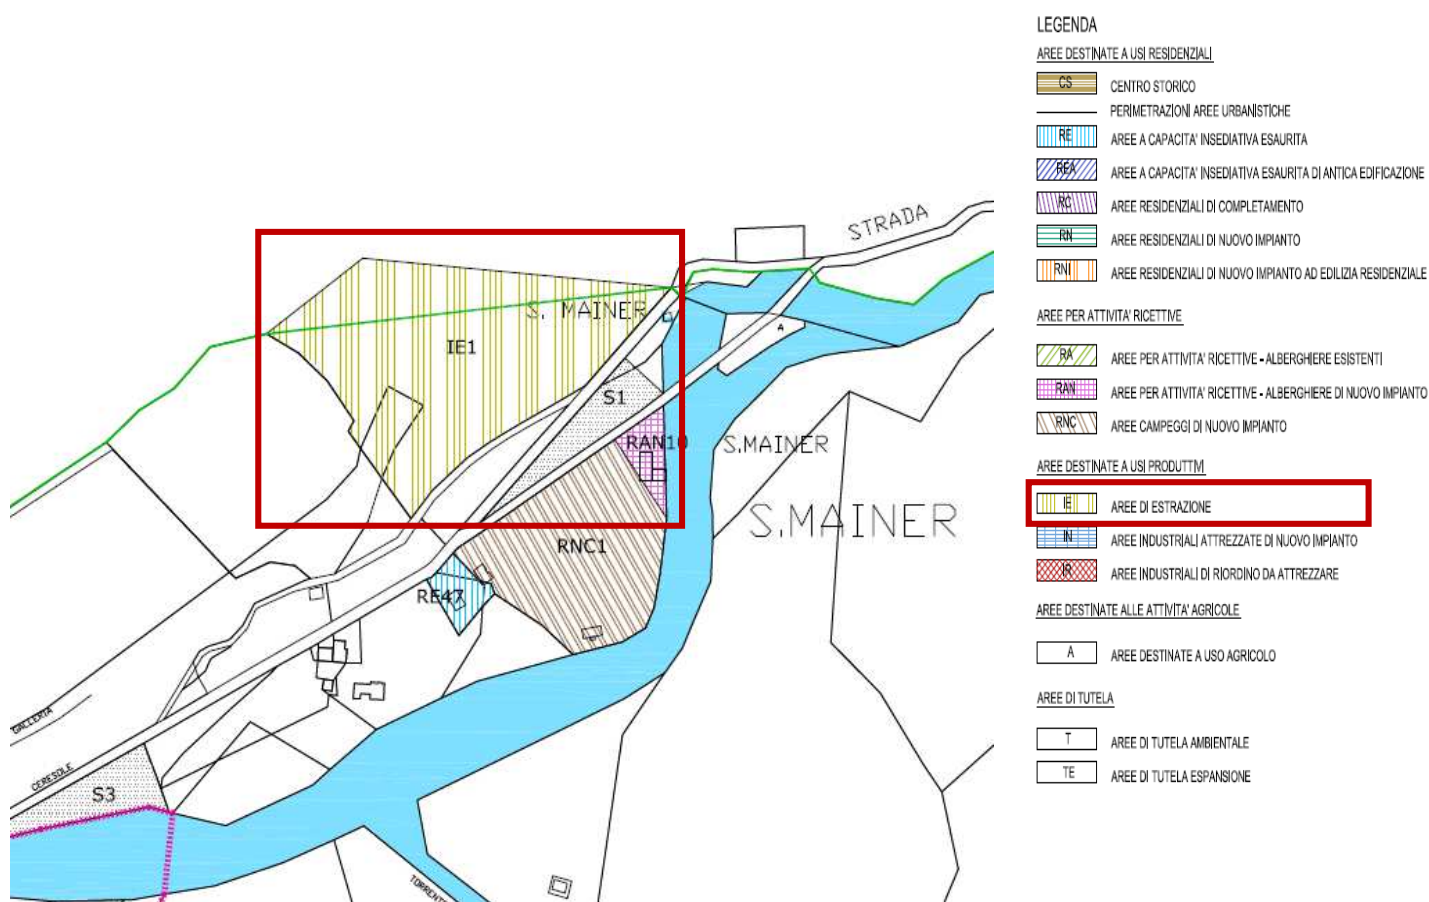 STRADA
S. MAINER
IE1
A
S1
RAN10
S.MAINER
S.MAINER
RNC1
RE47
GALLERIA
CERESOLE
S3
TORRENTE
LEGENDA
AREE DESTINATE A USI RESIDENZIALI
CS CENTRO STORICO
PERIMETRAZIONI AREE URBANISTICHE
RE AREE A CAPACITA' INSEDIATIVA ESAURITA
REA AREE A CAPACITA' INSEDIATIVA ESAURITA DI ANTICA EDIFICAZIONE
RC AREE RESIDENZIALI DI COMPLETAMENTO
RN AREE RESIDENZIALI DI NUOVO IMPIANTO
RNI AREE RESIDENZIALI DI NUOVO IMPIANTO AD EDILIZIA RESIDENZIALE
AREE PER ATTIVITA' RICETTIVE
RA AREE PER ATTIVITA' RICETTIVE - ALBERGHIERE ESISTENTI
RAN AREE PER ATTIVITA' RICETTIVE - ALBERGHIERE DI NUOVO IMPIANTO
RNC AREE CAMPEGGI DI NUOVO IMPIANTO
AREE DESTINATE A USI PRODUTTIVI
IE AREE DI ESTRAZIONE
IN AREE INDUSTRIALI ATTREZZATE DI NUOVO IMPIANTO
IR AREE INDUSTRIALI DI RIORDINO DA ATTREZZARE
AREE DESTINATE ALLE ATTIVITA' AGRICOLE
A AREE DESTINATE A USO AGRICOLO
AREE DI TUTELA
T AREE DI TUTELA AMBIENTALE
TE AREE DI TUTELA ESPANSIONE